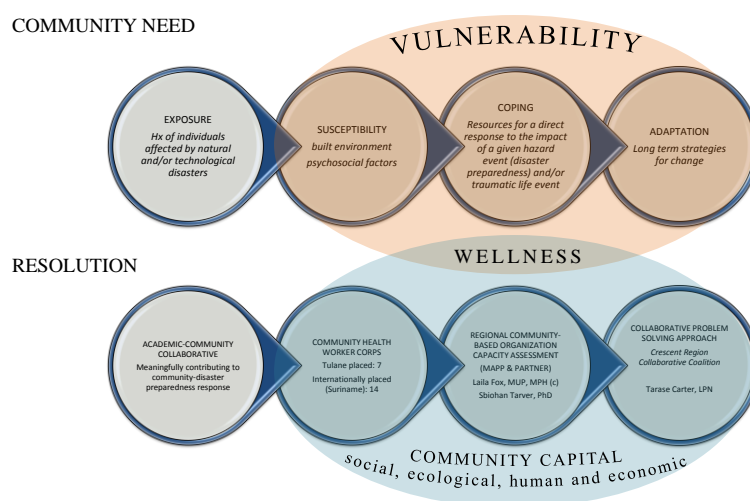 COMMUNITY NEED
VULNERABILITY
EXPOSURE
Hx of individuals
affected by natural
and/or technological
disasters
SUSCEPTIBILITY
built environment
psychosocial factors
COPING
Resources for a direct
response to the impact
of a given hazard
event (disaster
preparedness) and/or
traumatic life event
ADAPTATION
Long term strategies
for change
RESOLUTION
WELLNESS
ACADEMIC-COMMUNITY
COLLABORATIVE
Meaningfully contributing to
community-disaster
preparedness response
COMMUNITY HEALTH
WORKER CORPS
Tulane placed: 7
Internationally placed
(Suriname): 14
REGIONAL COMMUNITY-
BASED ORGANIZATION
CAPACITY ASSESSMENT
(MAPP & PARTNER)
Laila Fox, MUP, MPH (c)
Sbiohan Tarver, PhD
COLLABORATIVE PROBLEM
SOLVING APPROACH
Crescent Region
Collaborative Coalition
Tarase Carter, LPN
COMMUNITY CAPITAL
social, ecological, human and economic